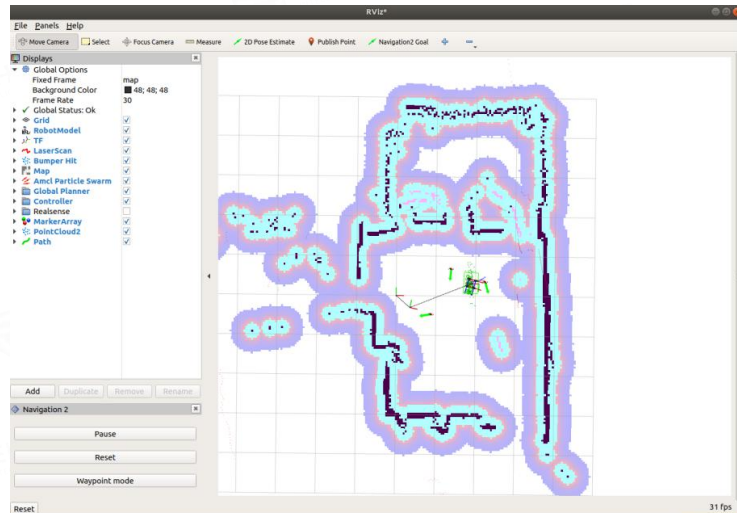 RViz*
File Panels Help
Move Camera Select Focus Camera Measure 2D Pose Estimate Publish Point Navigation2 Goal
Displays
Global Options
Fixed Frame map
Background Color 48; 48; 48
Frame Rate 30
Global Status: Ok
Grid
RobotModel
TF
LaserScan
Bumper Hit
Map
Amcl Particle Swarm
Global Planner
Controller
Realsense
MarkerArray
PointCloud2
Path
Add Duplicate Remove Rename
Navigation 2
Pause
Reset
Waypoint mode
Reset 31 fps